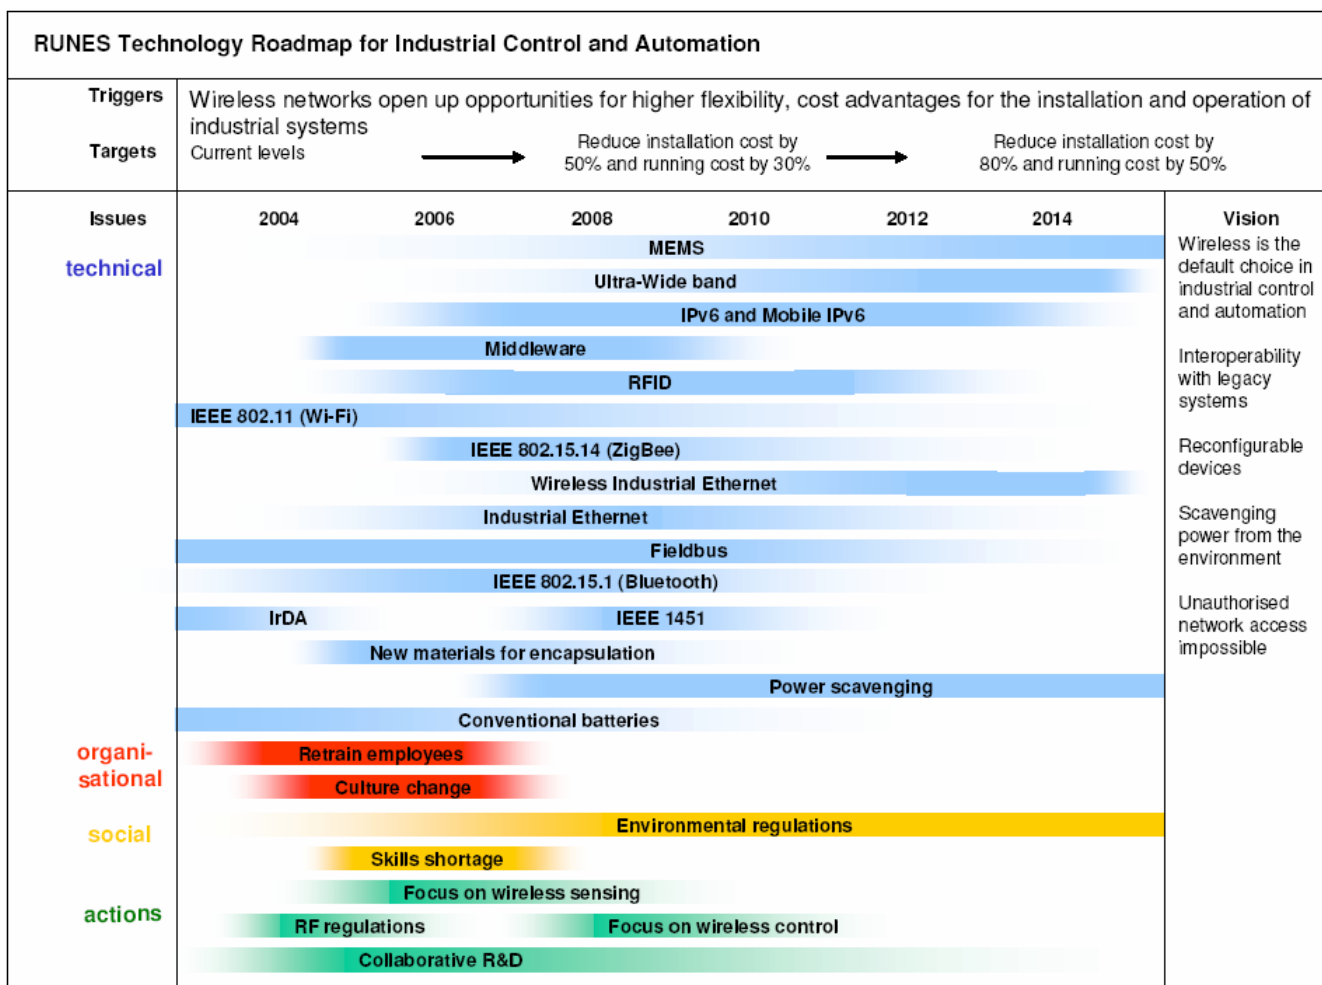 RUNES Technology Roadmap for Industrial Control and Automation
Triggers
Wireless networks open up opportunities for higher flexibility, cost advantages for the installation and operation of
industrial systems
Targets
Current levels
Reduce installation cost by
50% and running cost by 30%
Reduce installation cost by
80% and running cost by 50%
Issues
2004
2006
2008
2010
2012
2014
Vision
technical
MEMS
Ultra-Wide band
IPv6 and Mobile IPv6
Middleware
RFID
IEEE 802.11 (Wi-Fi)
IEEE 802.15.14 (ZigBee)
Wireless Industrial Ethernet
Industrial Ethernet
Fieldbus
IEEE 802.15.1 (Bluetooth)
IrDA
IEEE 1451
New materials for encapsulation
Power scavenging
Conventional batteries
organi-
sational
Retrain employees
Culture change
social
Environmental regulations
Skills shortage
actions
Focus on wireless sensing
RF regulations
Focus on wireless control
Collaborative R&D
Wireless is the
default choice in
industrial control
and automation
Interoperability
with legacy
systems
Reconfigurable
devices
Scavenging
power from the
environment
Unauthorised
network access
impossible